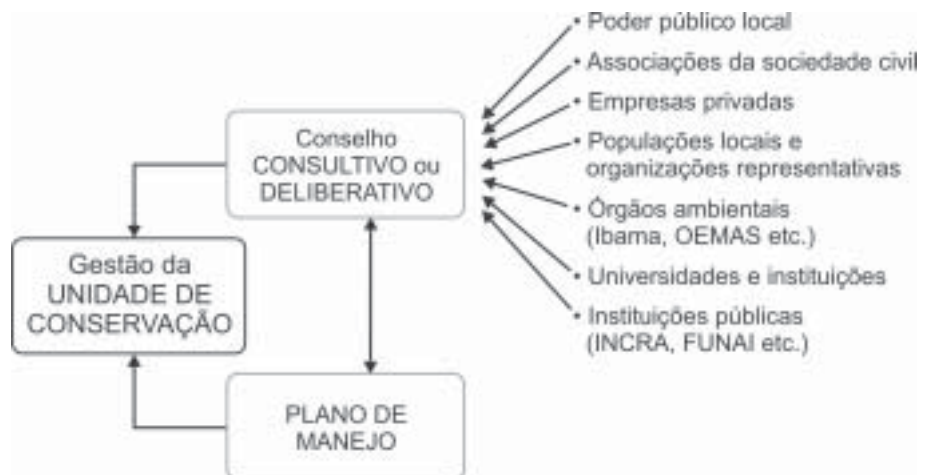 • Poder público local
• Associações da sociedade civil
• Empresas privadas
• Populações locais e
organizações representativas
• Órgãos ambientais
(Ibama, OEMAS etc.)
• Universidades e instituições
• Instituições públicas
(INCRA, FUNAI etc.)
Conselho
CONSULTIVO ou
DELIBERATIVO
Gestão da
UNIDADE DE
CONSERVAÇÃO
PLANO DE
MANEJO